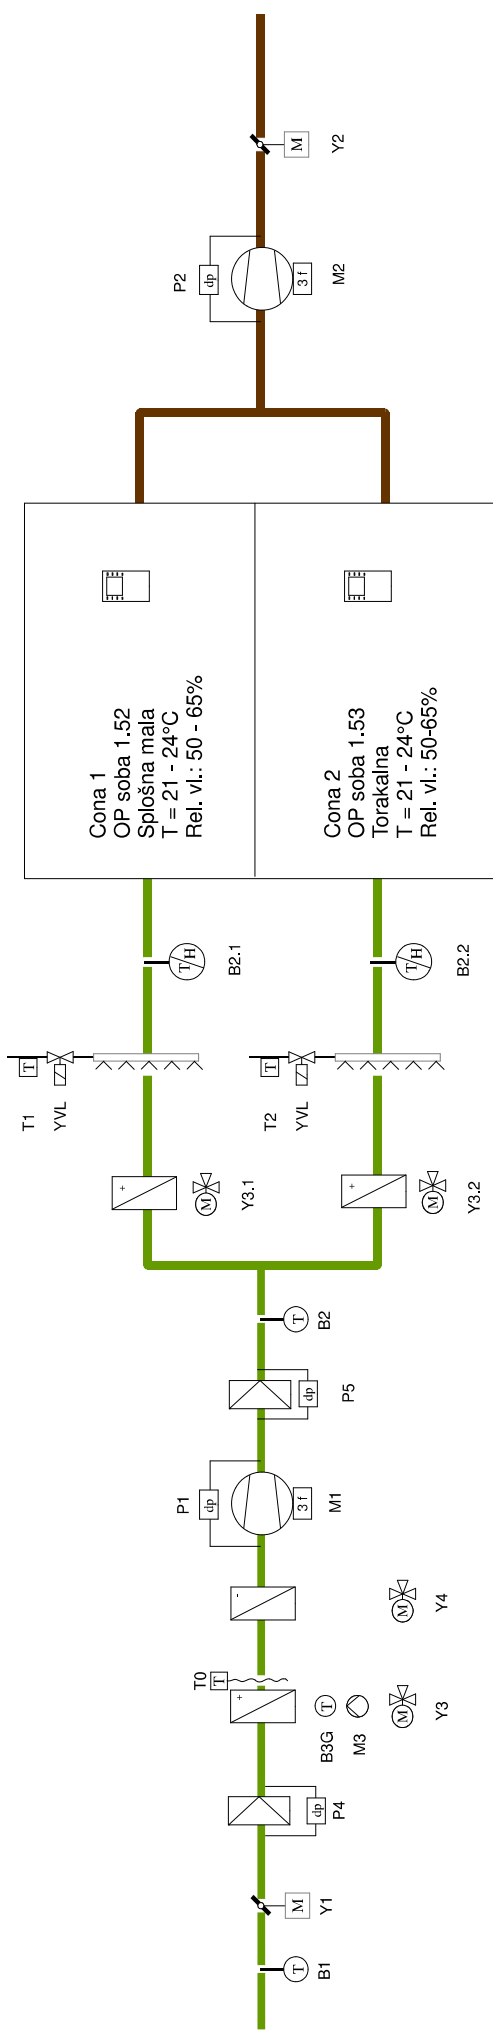 B1
T
Y1
M
P4
dp
T0
T
+
B3G
T
M3
Y3
M
-
Y4
M
P1
dp
M1
3 f
P5
dp
B2
T
Y3.1
M
+
Y3.2
M
+
T1
T
YVL
T2
T
YVL
B2.1
T/H
B2.2
T/H
Cona 1
OP soba 1.52
Splošna mala
T = 21 - 24°C
Rel. vl.: 50 - 65%
Cona 2
OP soba 1.53
Torakalna
T = 21 - 24°C
Rel. vl.: 50-65%
P2
dp
M2
3 f
Y2
M